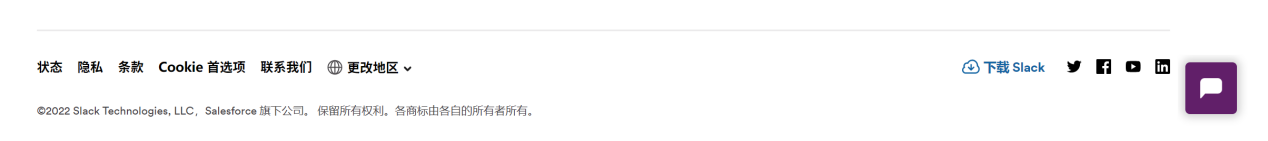 状态 隐私 条款 Cookie 首选项 联系我们 更改地区 下载 Slack
©2022 Slack Technologies, LLC，Salesforce 旗下公司。 保留所有权利。各商标由各自的所有者所有。